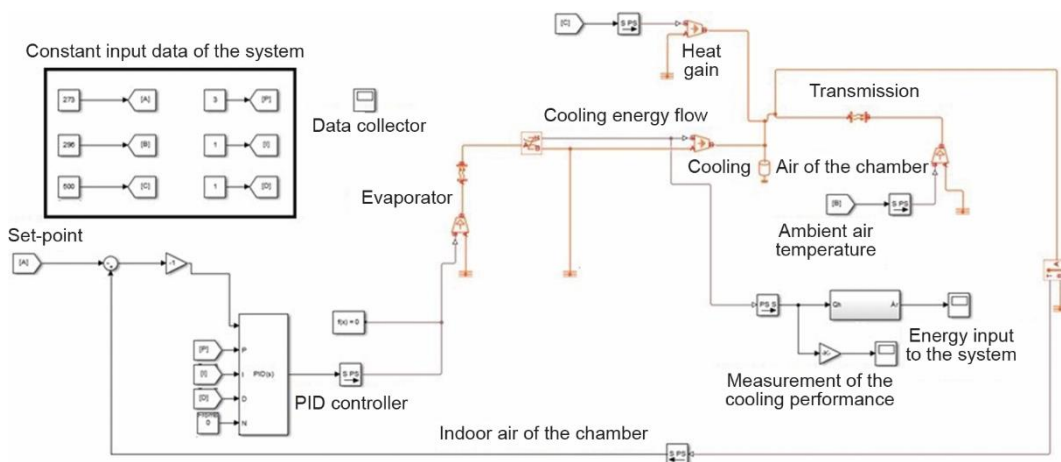 [C]
S PS
Heat
gain
Constant input data of the system
273
[A]
3
[P]
296
[B]
1
[I]
500
[C]
1
[D]
Data collector
Cooling energy flow
Transmission
Cooling
Air of the chamber
Evaporator
[B]
S PS
Ambient air
temperature
Set-point
[A]
-1
f(x) = 0
PS S
Qh
Energy input
to the system
[P]
P
[I]
I
PID(s)
[D]
D
0
N
S PS
PID controller
Measurement of the
cooling performance
Indoor air of the chamber
S PS